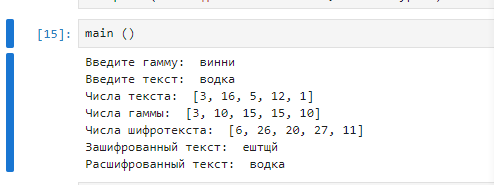 [15]: main ()
Введите гамму: винни
Введите текст: водка
Числа текста: [3, 16, 5, 12, 1]
Числа гаммы: [3, 10, 15, 15, 10]
Числа шифротекста: [6, 26, 20, 27, 11]
Зашифрованный текст: ештщй
Расшифрованный текст: водка